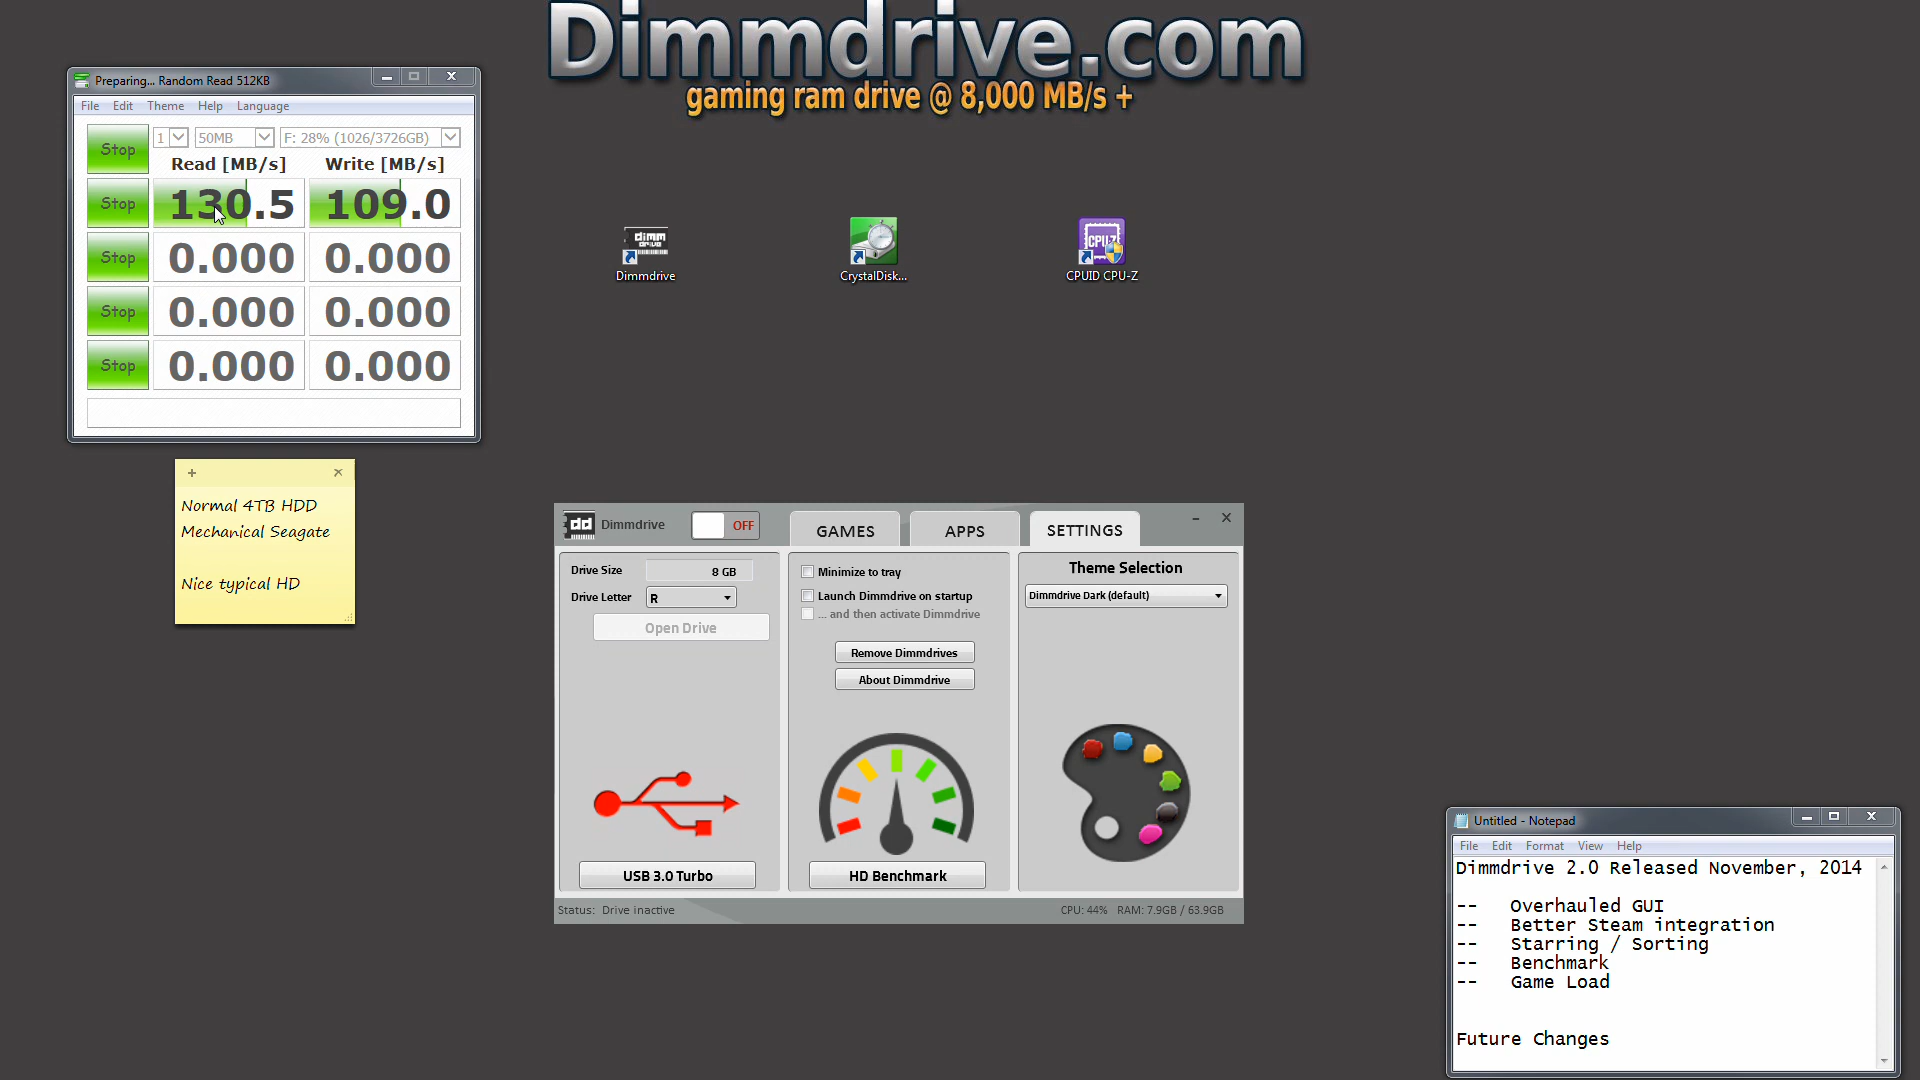 Dimmdrive.com
gaming ram drive @ 8,000 MB/s +
Preparing... Random Read 512KB
File Edit Theme Help Language
Stop 1 50MB F: 28% (1026/3726GB)
Read [MB/s] Write [MB/s]
Stop 130.5 109.0
Stop 0.000 0.000
Stop 0.000 0.000
Stop 0.000 0.000
Normal 4TB HDD
Mechanical Seagate
Nice typical HD
dimm drive
Dimmdrive
CrystalDisk...
CPU-Z
CPUID CPU-Z
dd Dimmdrive OFF GAMES APPS SETTINGS
Drive Size 8 GB
Drive Letter R
Open Drive
USB 3.0 Turbo
Minimize to tray
Launch Dimmdrive on startup
... and then activate Dimmdrive
Remove Dimmdrives
About Dimmdrive
HD Benchmark
Theme Selection
Dimmdrive Dark (default)
Status: Drive inactive CPU: 44% RAM: 7.9GB / 63.9GB
Untitled - Notepad
File Edit Format View Help
Dimmdrive 2.0 Released November, 2014
-- Overhauled GUI
-- Better Steam integration
-- Starring / Sorting
-- Benchmark
-- Game Load
Future Changes